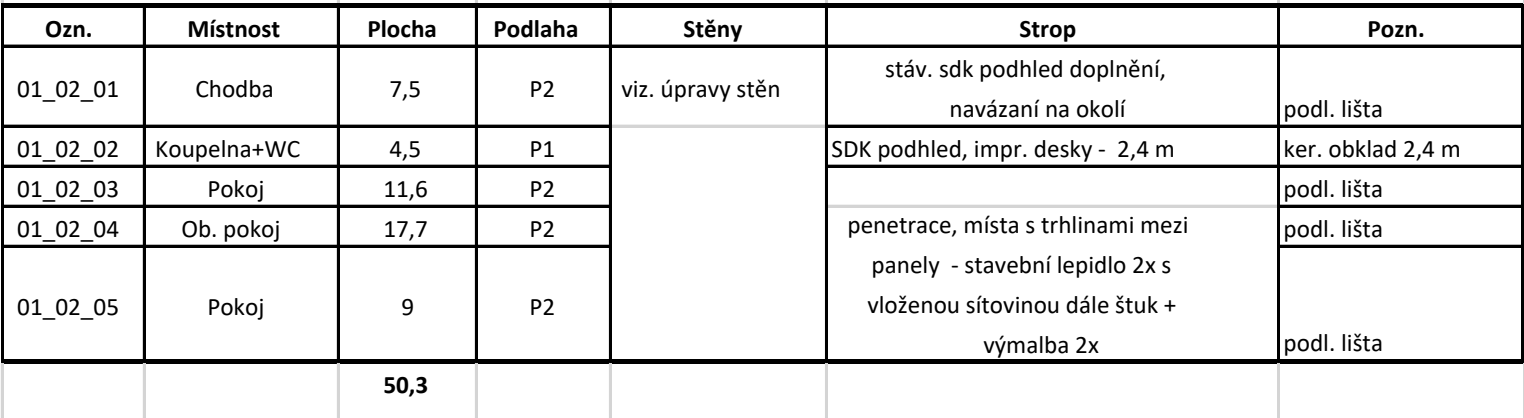 Ozn. Místnost Plocha Podlaha Stěny Strop Pozn.
01_02_01 Chodba 7,5 P2 viz. úpravy stěn stáv. sdk podhled doplnění,
navázaní na okolí podl. lišta
01_02_02 Koupelna+WC 4,5 P1 SDK podhled, impr. desky - 2,4 m ker. obklad 2,4 m
01_02_03 Pokoj 11,6 P2 podl. lišta
01_02_04 Ob. pokoj 17,7 P2 penetrace, místa s trhlinami mezi podl. lišta
panely - stavební lepidlo 2x s
01_02_05 Pokoj 9 P2 vloženou sítovinou dále štuk +
výmalba 2x podl. lišta
50,3